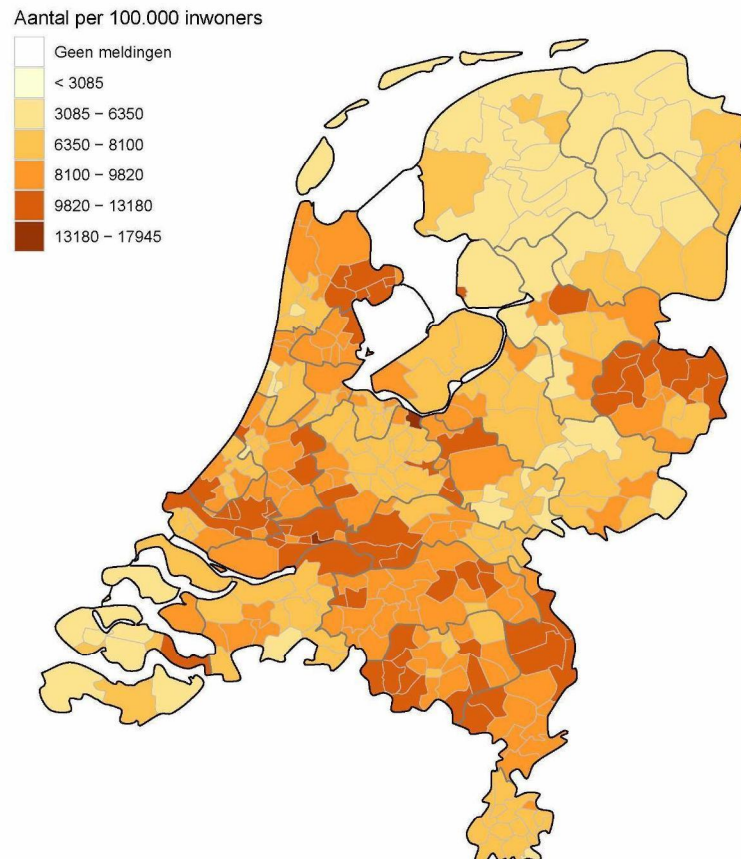 Aantal per 100.000 inwoners
Geen meldingen
< 3085
3085 – 6350
6350 – 8100
8100 – 9820
9820 – 13180
13180 – 17945